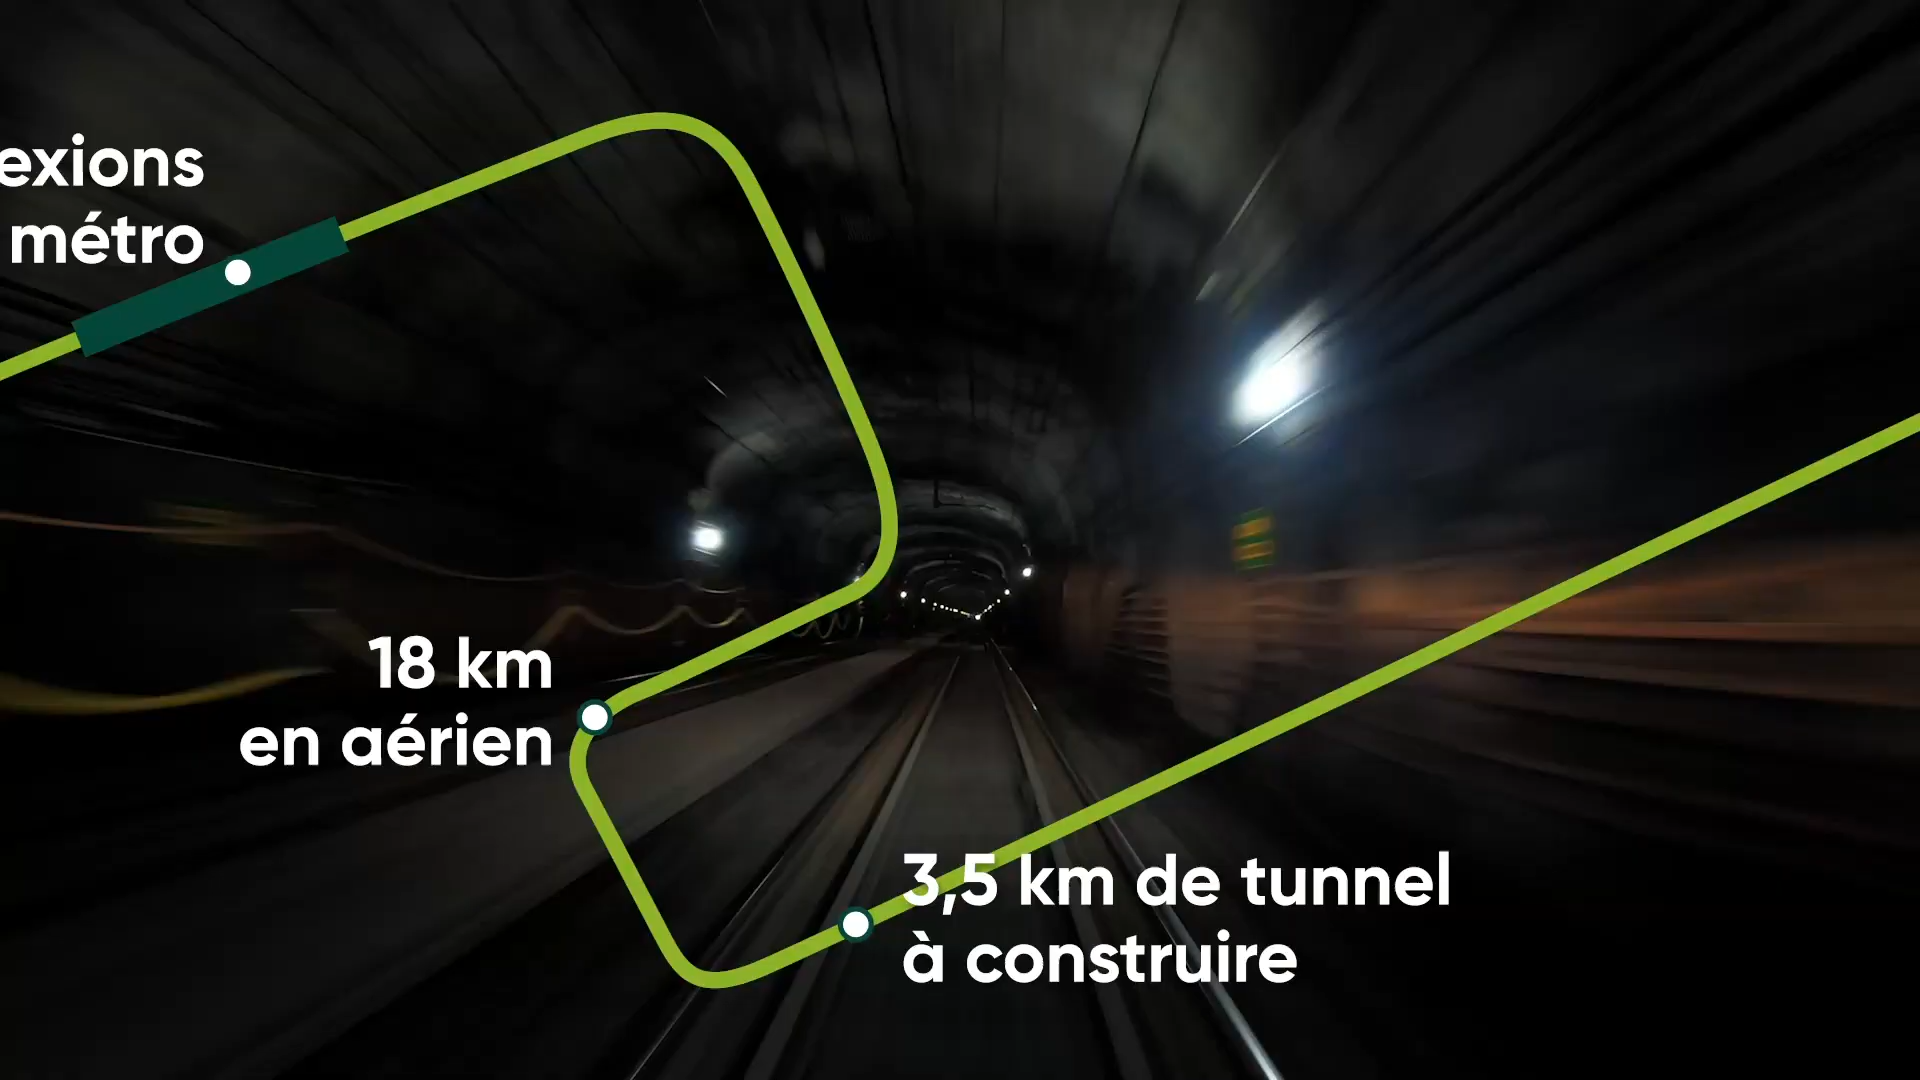 exions
métro
18 km
en aérien
3,5 km de tunnel
à construire